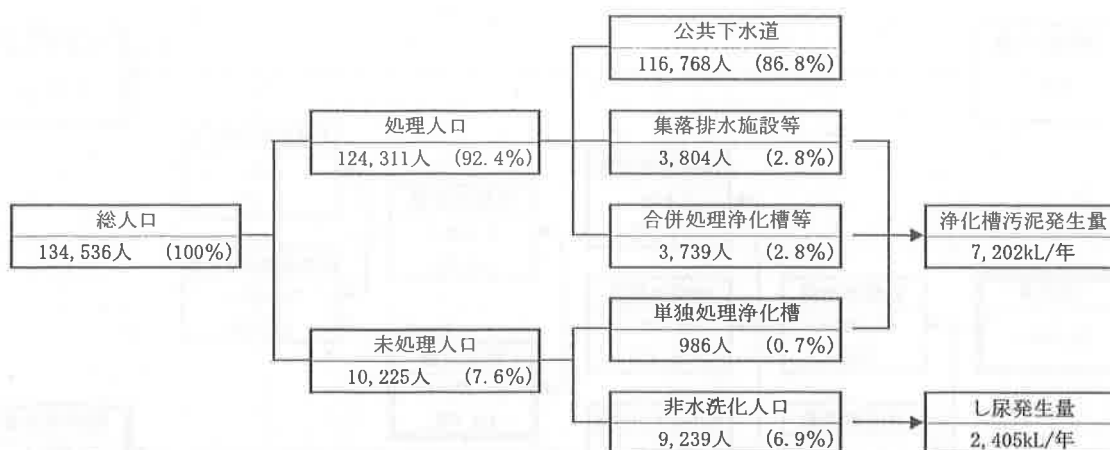 総人口
134,536人 (100%)
処理人口
124,311人 (92.4%)
未処理人口
10,225人 (7.6%)
公共下水道
116,768人 (86.8%)
集落排水施設等
3,804人 (2.8%)
合併処理浄化槽等
3,739人 (2.8%)
単独処理浄化槽
986人 (0.7%)
非水洗化人口
9,239人 (6.9%)
浄化槽汚泥発生量
7,202kL/年
し尿発生量
2,405kL/年